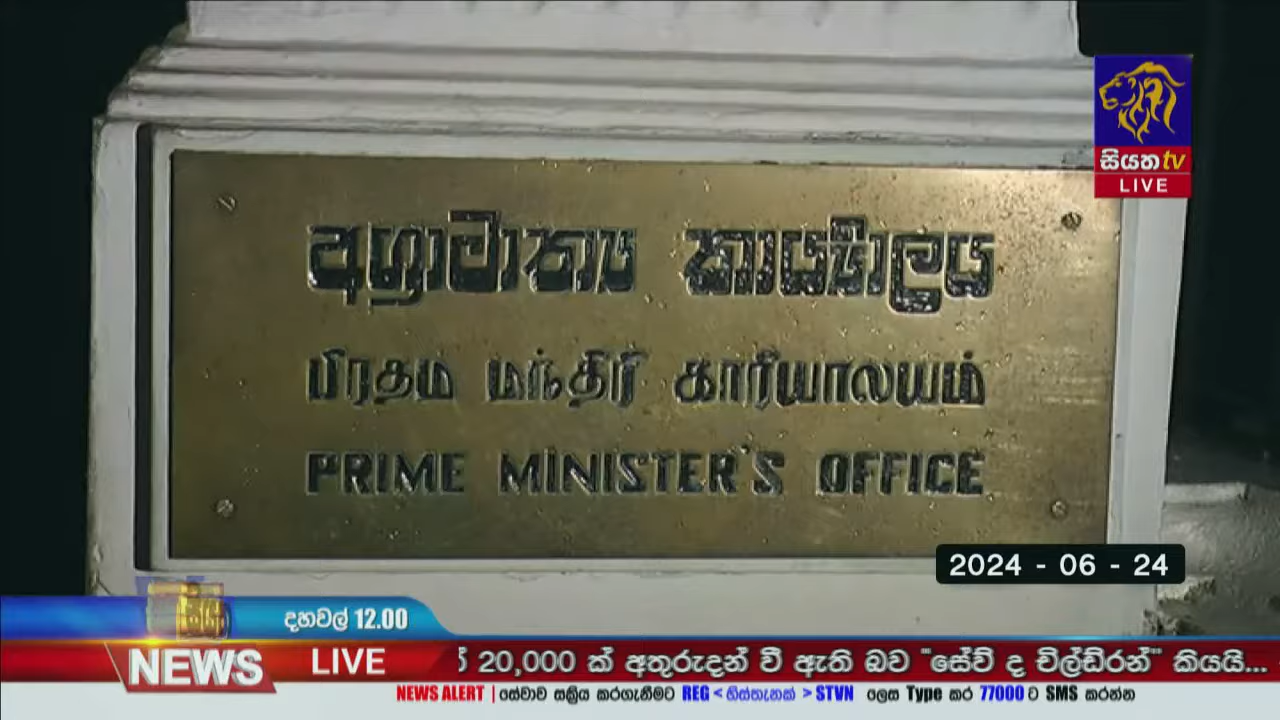 සියත tv
LIVE
අග්‍රාමාත්‍ය කාර්යාලය
பிரதம மந்திரி காரியாலயம்
PRIME MINISTER'S OFFICE
2024 - 06 - 24
දහවල් 12.00
NEWS LIVE 20,000 ක් අතුරුදන් වී ඇති බව "සේව් ද චිල්ඩ්රන්" කියයි...
NEWS ALERT | සේවාව සක්‍රිය කරගැනීමට REG < හිස්තැනක් > STVN ලෙස Type කර 77000 ට SMS කරන්න